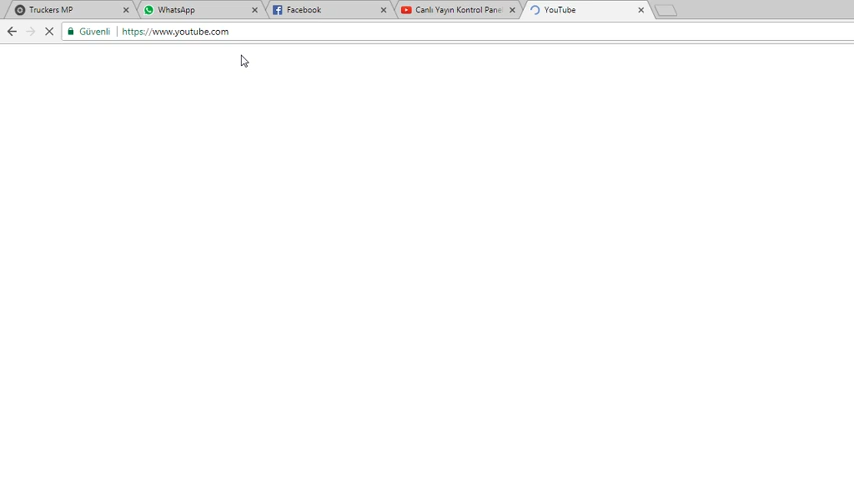 Truckers MP
WhatsApp
Facebook
Canlı Yayın Kontrol Pane
YouTube
Güvenli
https://www.youtube.com